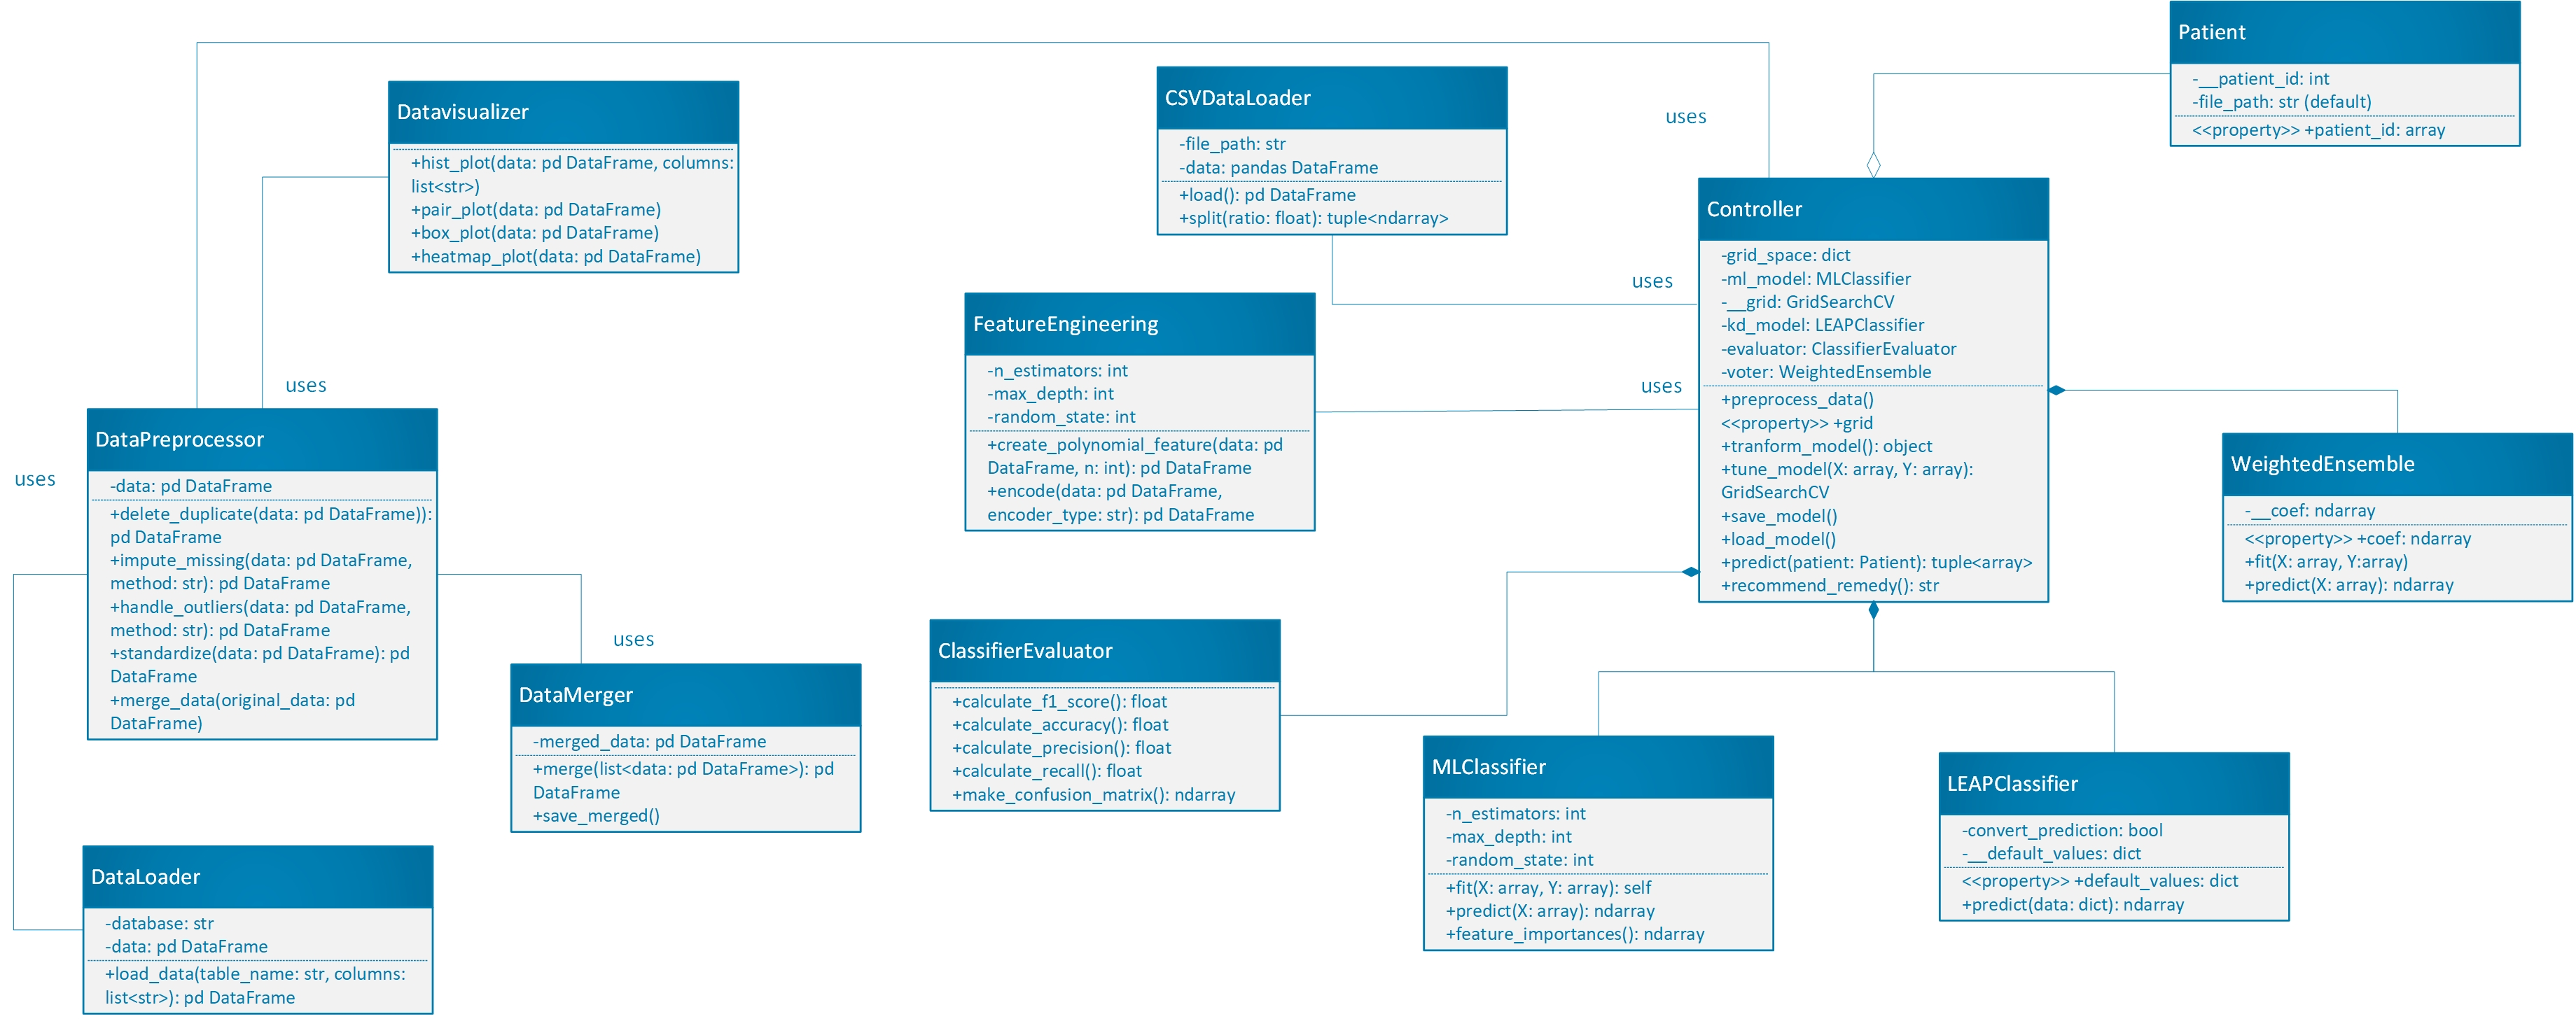 Patient
-__patient_id: int
-file_path: str (default)
<<property>> +patient_id: array
Datavisualizer
+hist_plot(data: pd DataFrame, columns:
list<str>)
+pair_plot(data: pd DataFrame)
+box_plot(data: pd DataFrame)
+heatmap_plot(data: pd DataFrame)
uses
CSVDataLoader
-file_path: str
-data: pandas DataFrame
+load(): pd DataFrame
+split(ratio: float): tuple<ndarray>
uses
uses
Controller
-grid_space: dict
-ml_model: MLClassifier
-__grid: GridSearchCV
-kd_model: LEAPClassifier
-evaluator: ClassifierEvaluator
-voter: WeightedEnsemble
+preprocess_data()
<<property>> +grid
+tranform_model(): object
+tune_model(X: array, Y: array):
GridSearchCV
+save_model()
+load_model()
+predict(patient: Patient): tuple<array>
+recommend_remedy(): str
FeatureEngineering
-n_estimators: int
-max_depth: int
-random_state: int
+create_polynomial_feature(data: pd
DataFrame, n: int): pd DataFrame
+encode(data: pd DataFrame,
encoder_type: str): pd DataFrame
uses
DataPreprocessor
-data: pd DataFrame
+delete_duplicate(data: pd DataFrame)):
pd DataFrame
+impute_missing(data: pd DataFrame,
method: str): pd DataFrame
+handle_outliers(data: pd DataFrame,
method: str): pd DataFrame
+standardize(data: pd DataFrame): pd
DataFrame
+merge_data(original_data: pd
DataFrame)
uses
WeightedEnsemble
-__coef: ndarray
<<property>> +coef: ndarray
+fit(X: array, Y:array)
+predict(X: array): ndarray
uses
DataMerger
-merged_data: pd DataFrame
+merge(list<data: pd DataFrame>): pd
DataFrame
+save_merged()
ClassifierEvaluator
+calculate_f1_score(): float
+calculate_accuracy(): float
+calculate_precision(): float
+calculate_recall(): float
+make_confusion_matrix(): ndarray
MLClassifier
-n_estimators: int
-max_depth: int
-random_state: int
+fit(X: array, Y: array): self
+predict(X: array): ndarray
+feature_importances(): ndarray
LEAPClassifier
-convert_prediction: bool
-__default_values: dict
<<property>> +default_values: dict
+predict(data: dict): ndarray
DataLoader
-database: str
-data: pd DataFrame
+load_data(table_name: str, columns:
list<str>): pd DataFrame